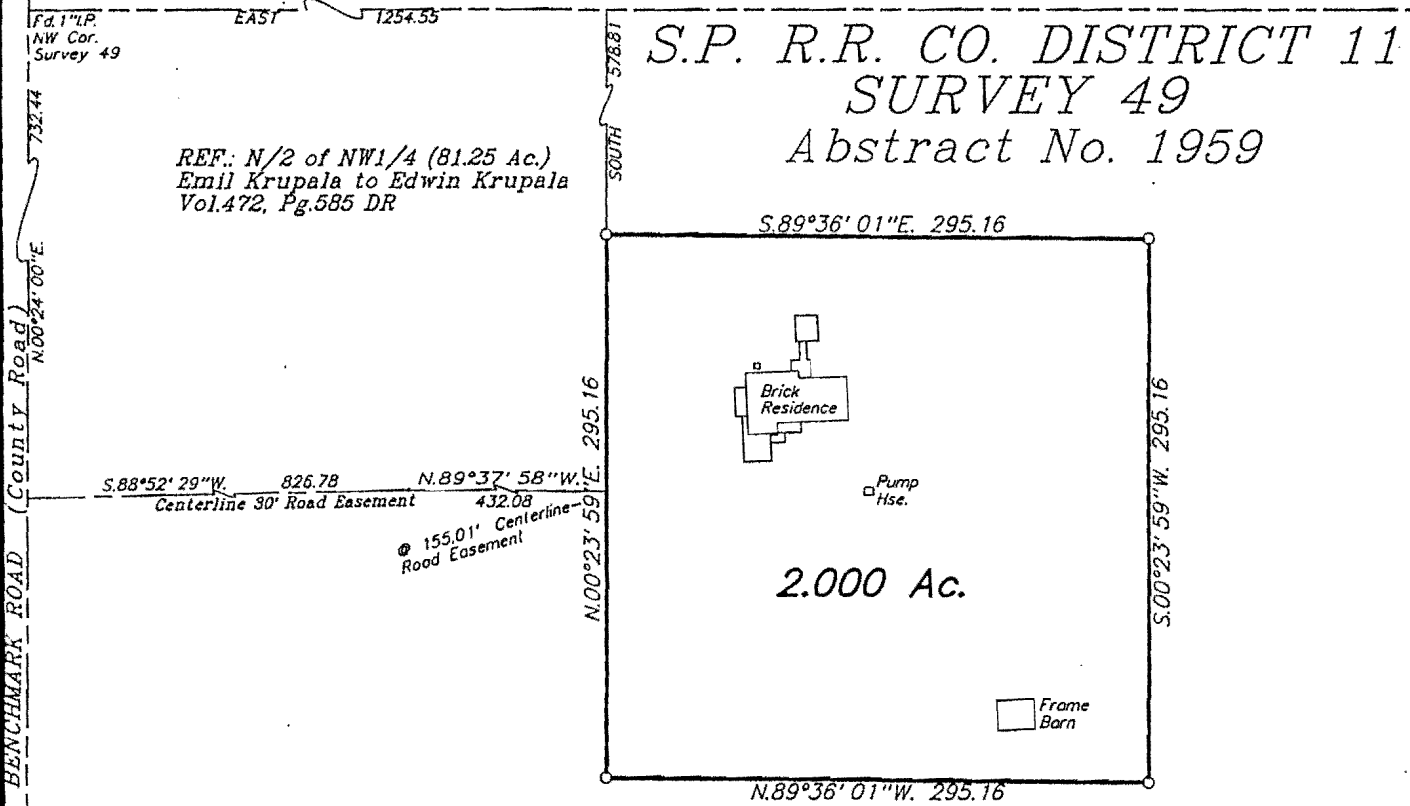 EAST 1254.55
Fd. 1"I.P.
NW Cor.
Survey 49
732.44
N.00°24'00"E.
BENCHMARK ROAD (County Road)
SOUTH 578.81
S.P. R.R. CO. DISTRICT 11
SURVEY 49
Abstract No. 1959
REF.: N/2 of NW1/4 (81.25 Ac.)
Emil Krupala to Edwin Krupala
Vol.472, Pg.585 DR
S.89°36'01"E. 295.16
Brick
Residence
N.00°23'59"E. 295.16
S.00°23'59"W. 295.16
S.88°52'29"W. 826.78 N.89°37'58"W.
Centerline 30' Road Easement 432.08
@ 155.01' Centerline
Road Easement
Pump
Hse.
2.000 Ac.
Frame
Barn
N.89°36'01"W. 295.16